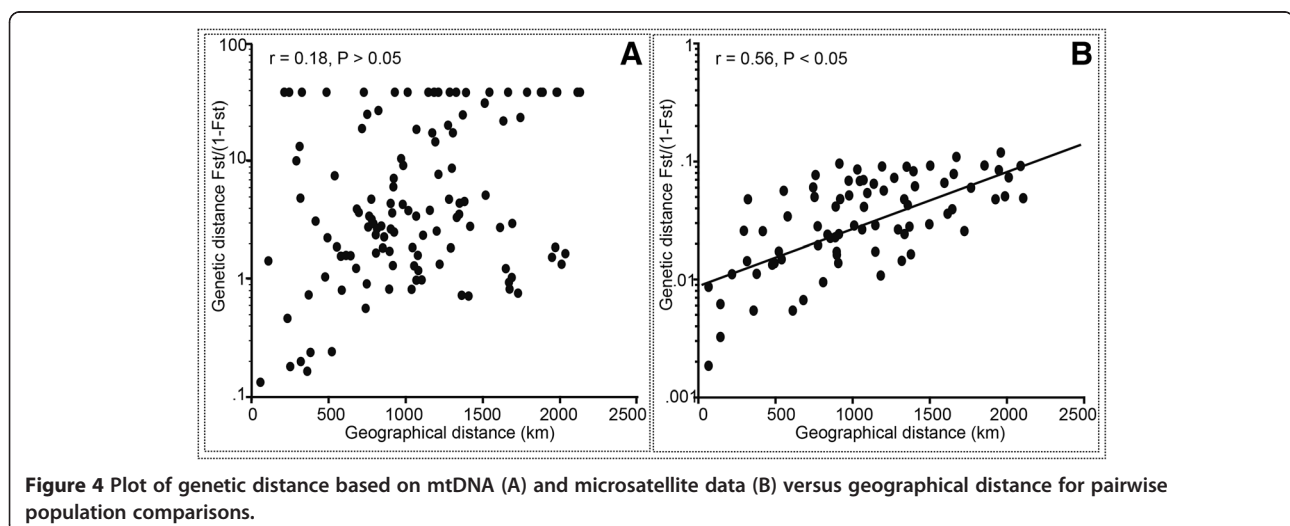 100
10
1
.1
Genetic distance Fst/(1-Fst)
r = 0.18, P > 0.05
A
0 500 1000 1500 2000 2500
Geographical distance (km)
1
.1
.01
.001
Genetic distance Fst/(1-Fst)
r = 0.56, P < 0.05
B
0 500 1000 1500 2000 2500
Geographical distance (km)
Figure 4 Plot of genetic distance based on mtDNA (A) and microsatellite data (B) versus geographical distance for pairwise
population comparisons.